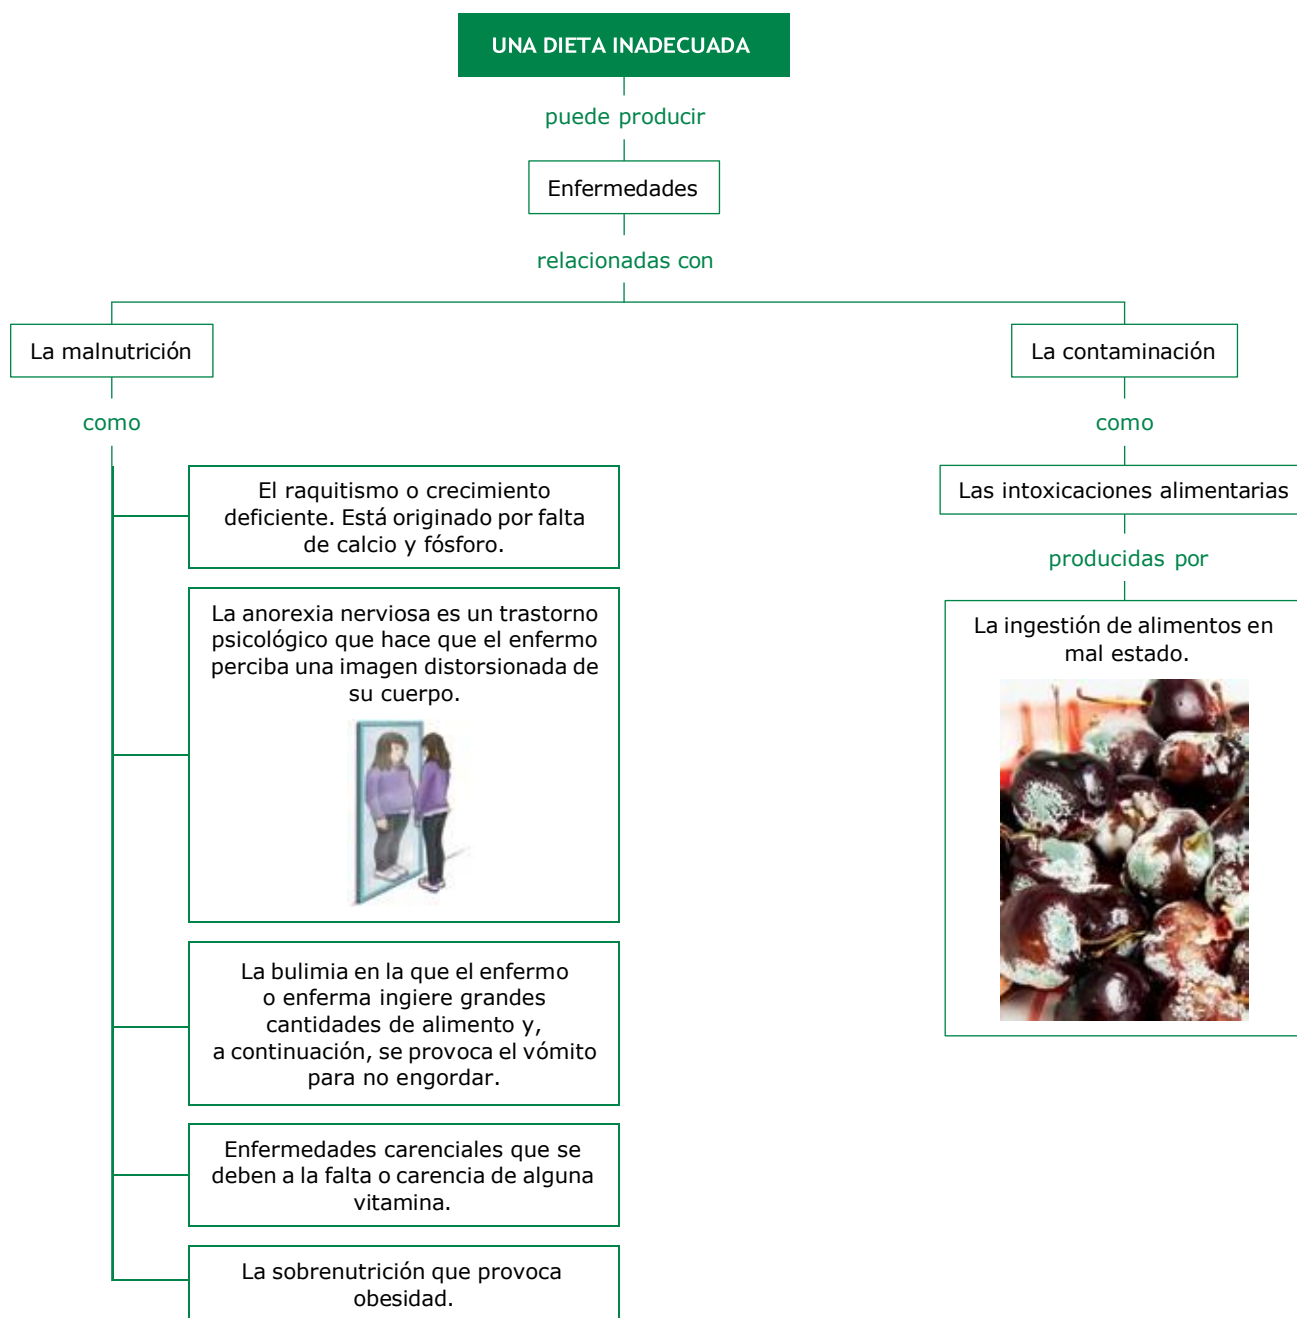 UNA DIETA INADECUADA
puede producir
Enfermedades
relacionadas con
La malnutrición
como
El raquitismo o crecimiento
deficiente. Está originado por falta
de calcio y fósforo.
La anorexia nerviosa es un trastorno
psicológico que hace que el enfermo
perciba una imagen distorsionada de
su cuerpo.
La bulimia en la que el enfermo
o enferma ingiere grandes
cantidades de alimento y,
a continuación, se provoca el vómito
para no engordar.
Enfermedades carenciales que se
deben a la falta o carencia de alguna
vitamina.
La sobrenutrición que provoca
obesidad.
La contaminación
como
Las intoxicaciones alimentarias
producidas por
La ingestión de alimentos en
mal estado.